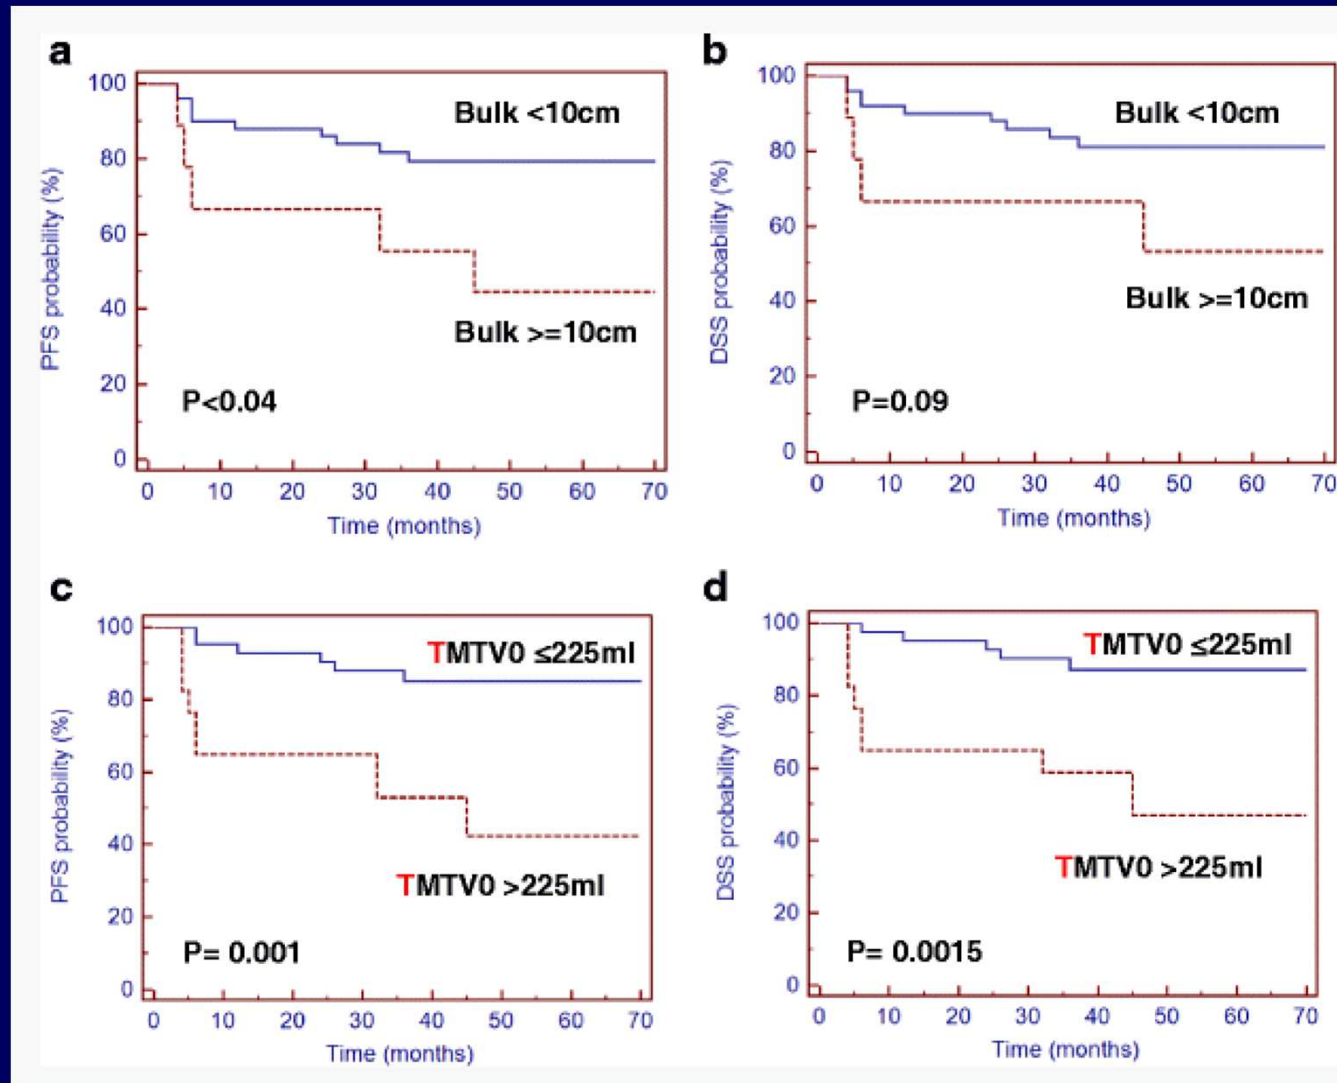 a
100
80
60
40
20
0
PFS probability (%)
Bulk <10cm
Bulk >=10cm
P<0.04
0 10 20 30 40 50 60 70
Time (months)
b
100
80
60
40
20
0
DSS probability (%)
Bulk <10cm
Bulk >=10cm
P=0.09
0 10 20 30 40 50 60 70
Time (months)
c
100
80
60
40
20
0
PFS probability (%)
TMTV0 ≤225ml
TMTV0 >225ml
P= 0.001
0 10 20 30 40 50 60 70
Time (months)
d
100
80
60
40
20
0
DSS probability (%)
TMTV0 ≤225ml
TMTV0 >225ml
P= 0.0015
0 10 20 30 40 50 60 70
Time (months)